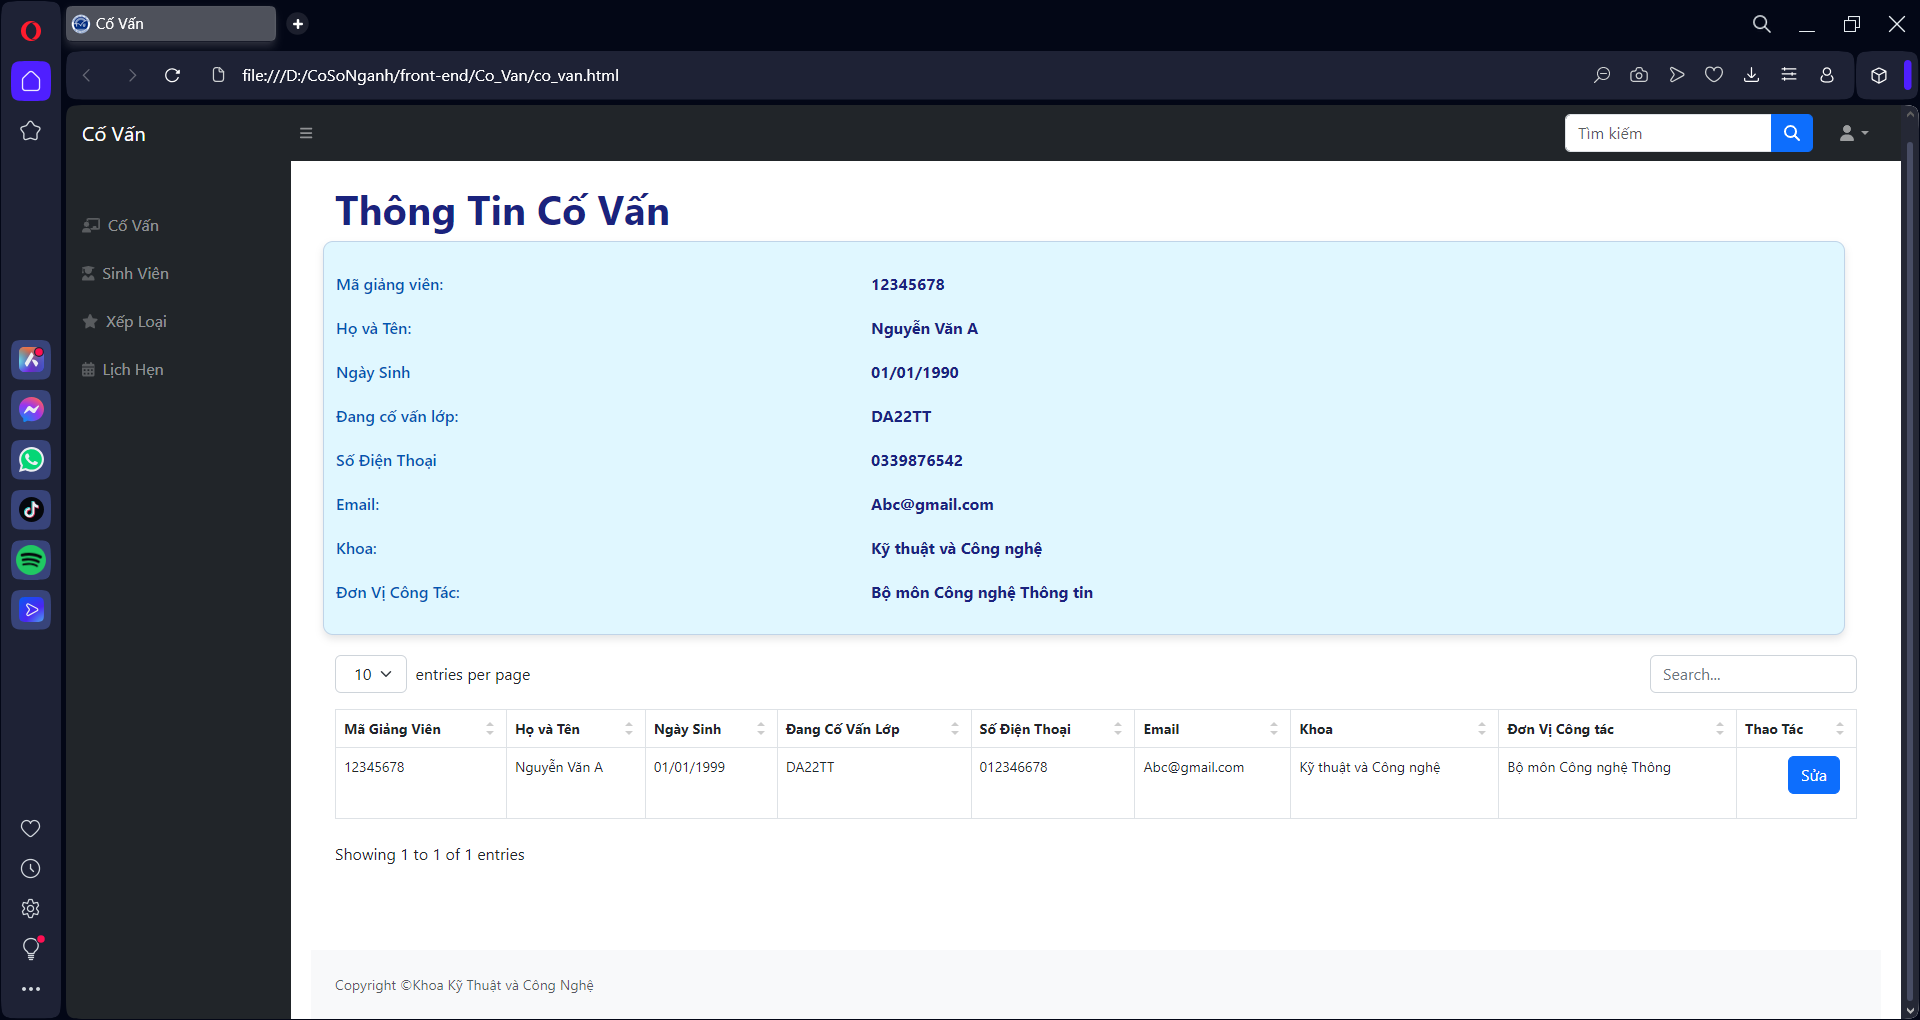 Cố Vấn
file:///D:/CoSoNganh/front-end/Co_Van/co_van.html
Cố Vấn
Tìm kiếm
Cố Vấn
Sinh Viên
Xếp Loại
Lịch Hẹn
Thông Tin Cố Vấn
Mã giảng viên: 12345678
Họ và Tên: Nguyễn Văn A
Ngày Sinh 01/01/1990
Đang cố vấn lớp: DA22TT
Số Điện Thoại 0339876542
Email: Abc@gmail.com
Khoa: Kỹ thuật và Công nghệ
Đơn Vị Công Tác: Bộ môn Công nghệ Thông tin
10 entries per page Search...
Mã Giảng Viên Họ và Tên Ngày Sinh Đang Cố Vấn Lớp Số Điện Thoại Email Khoa Đơn Vị Công tác Thao Tác
12345678 Nguyễn Văn A 01/01/1999 DA22TT 012346678 Abc@gmail.com Kỹ thuật và Công nghệ Bộ môn Công nghệ Thông Sửa
Showing 1 to 1 of 1 entries
Copyright ©Khoa Kỹ Thuật và Công Nghệ